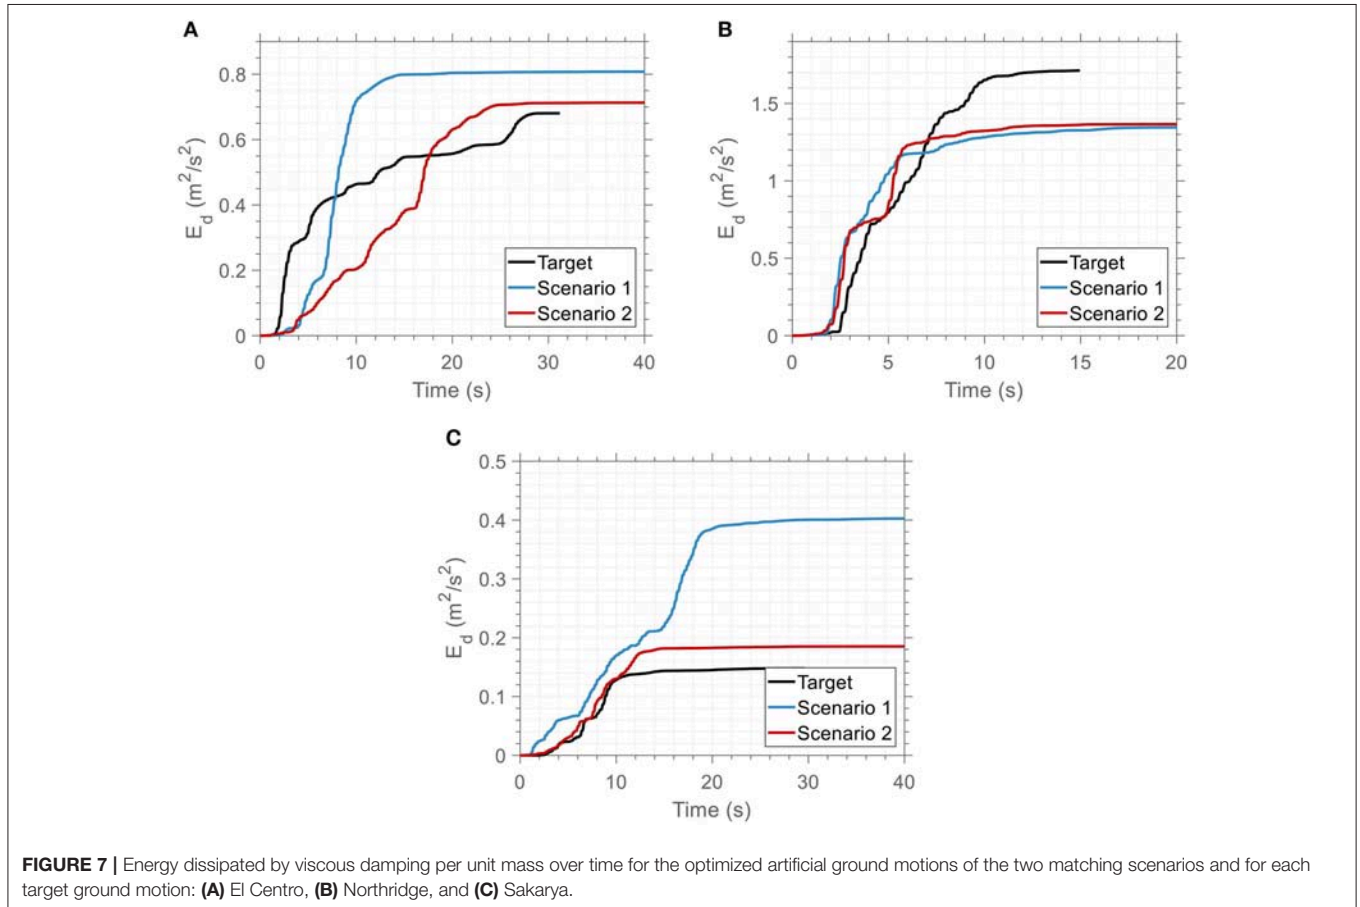 A
E_d (m^2/s^2)
0.8
0.6
0.4
0.2
0
0 10 20 30 40
Time (s)
Target
Scenario 1
Scenario 2
B
E_d (m^2/s^2)
1.5
1
0.5
0
0 5 10 15 20
Time (s)
Target
Scenario 1
Scenario 2
C
E_d (m^2/s^2)
0.5
0.4
0.3
0.2
0.1
0
0 10 20 30 40
Time (s)
Target
Scenario 1
Scenario 2
FIGURE 7 | Energy dissipated by viscous damping per unit mass over time for the optimized artificial ground motions of the two matching scenarios and for each
target ground motion: (A) El Centro, (B) Northridge, and (C) Sakarya.